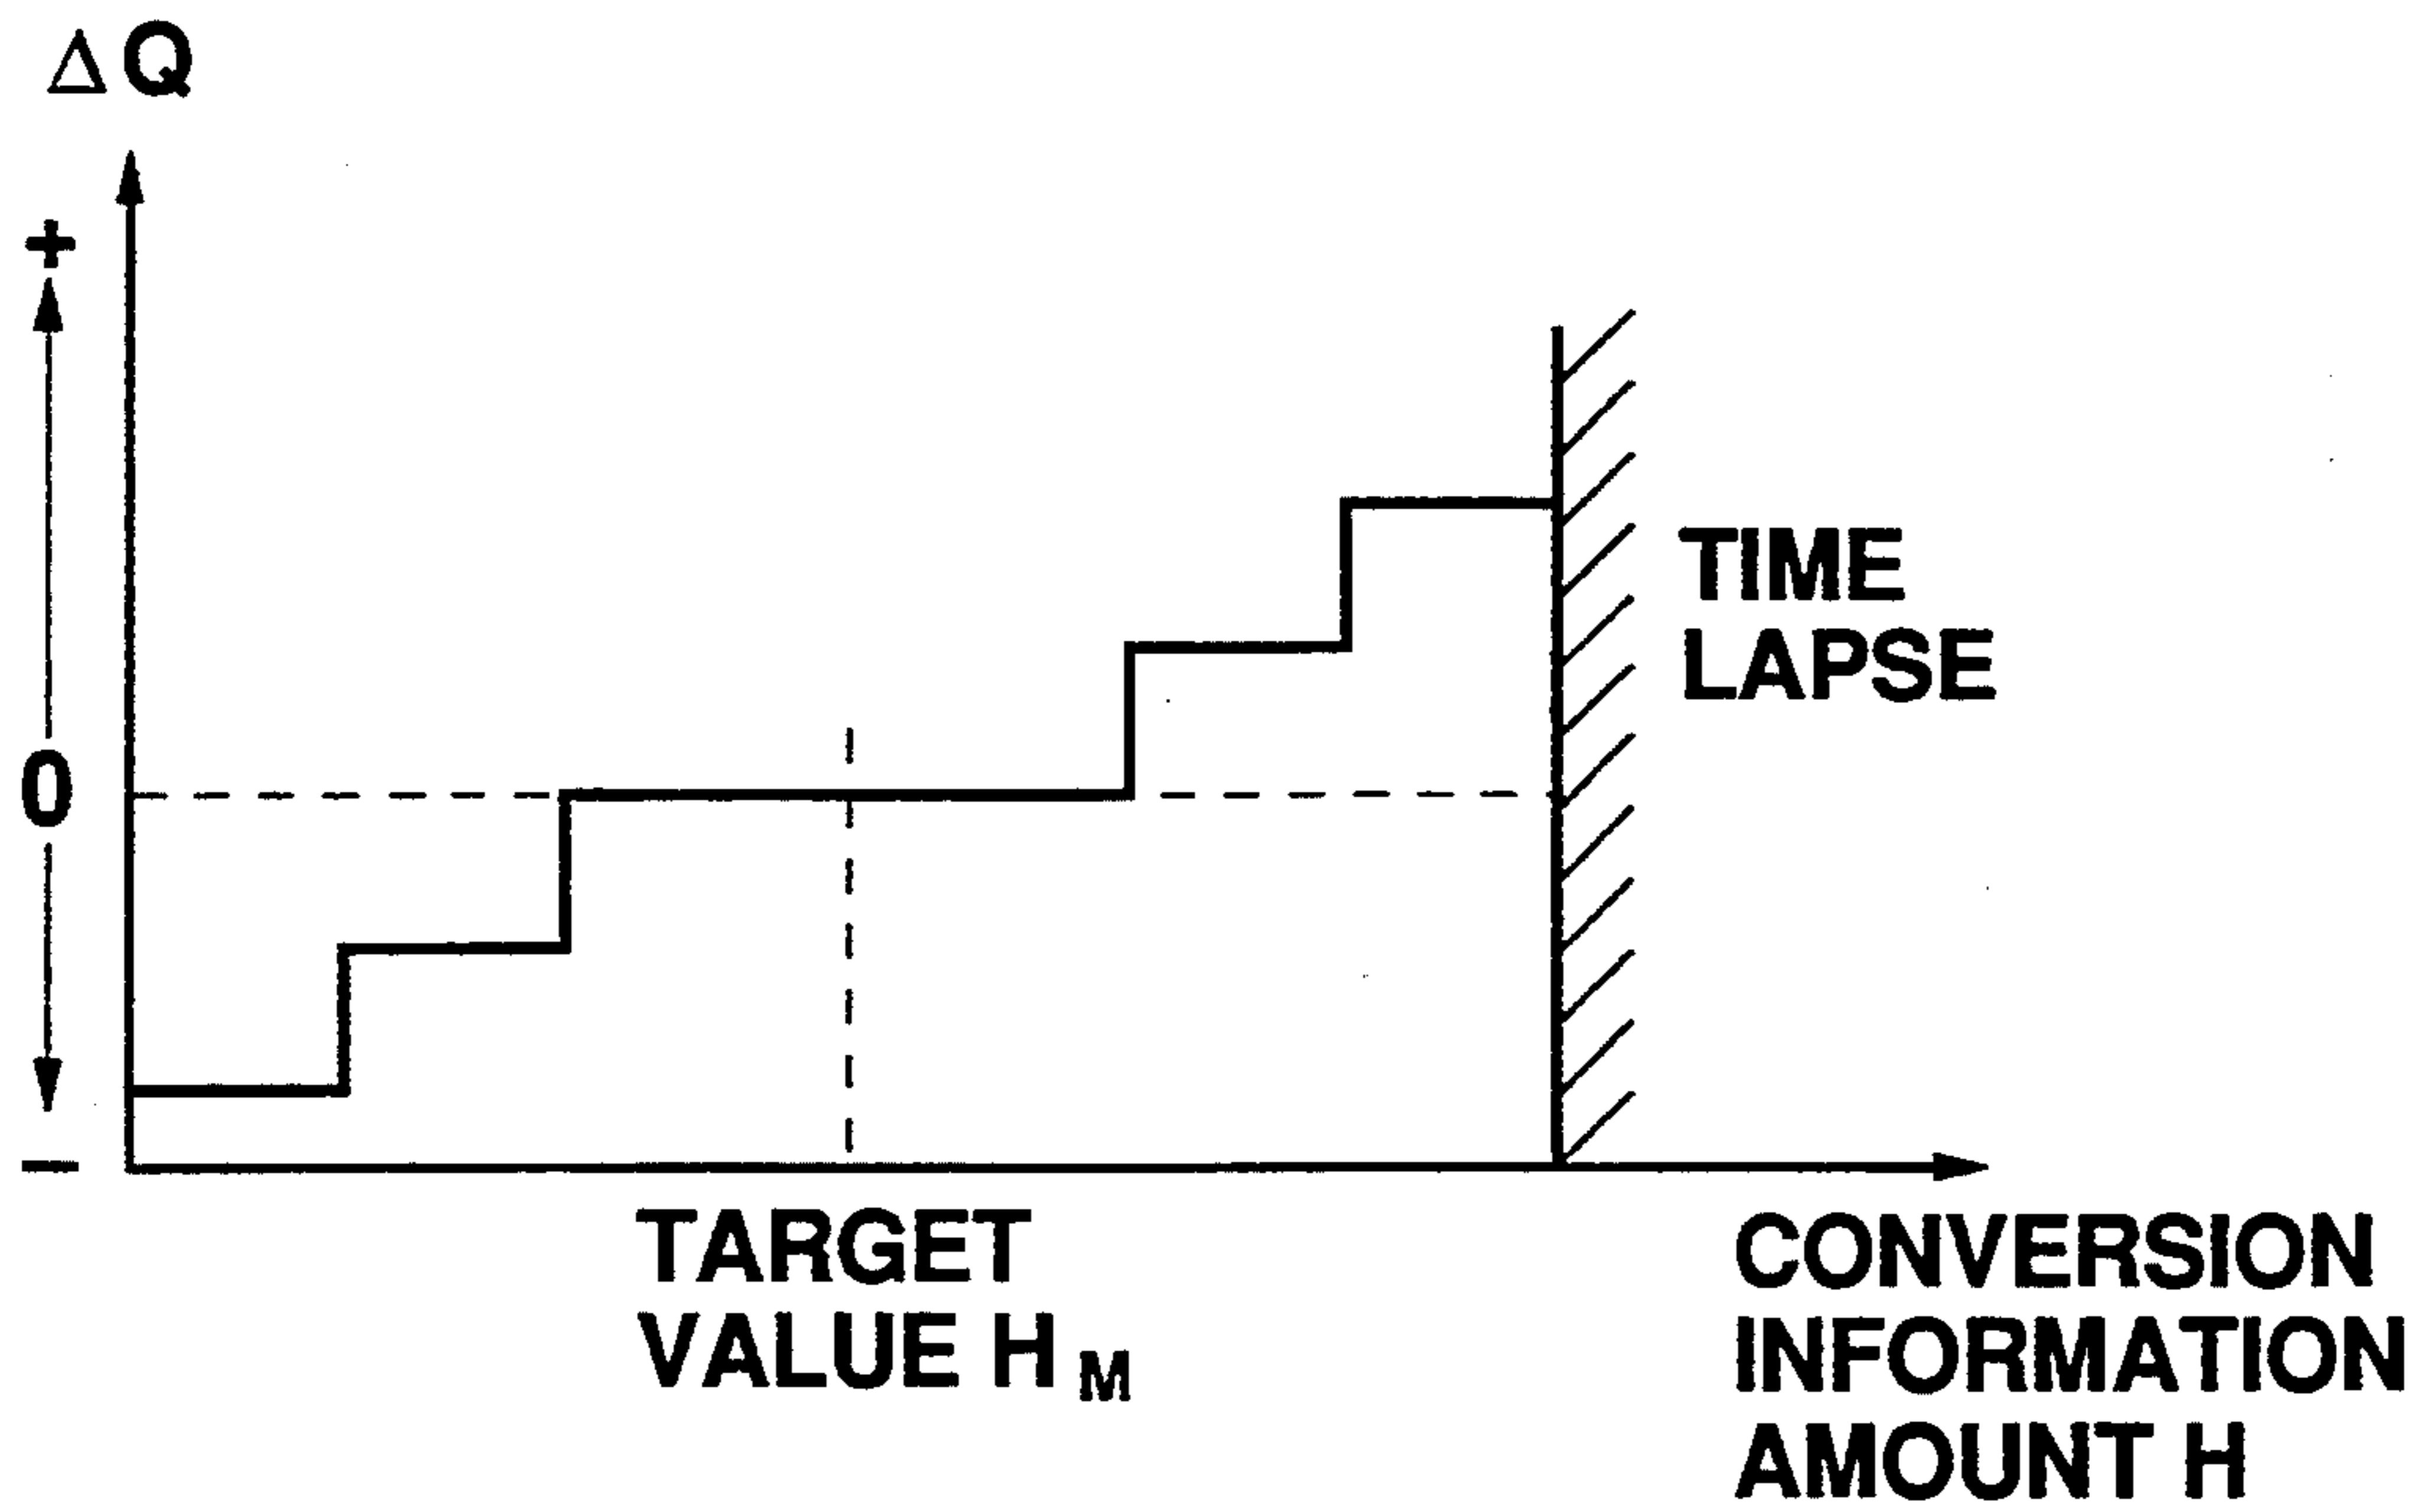 ΔQ
+
0
−
TIME
LAPSE
TARGET
VALUE H M
CONVERSION
INFORMATION
AMOUNT H